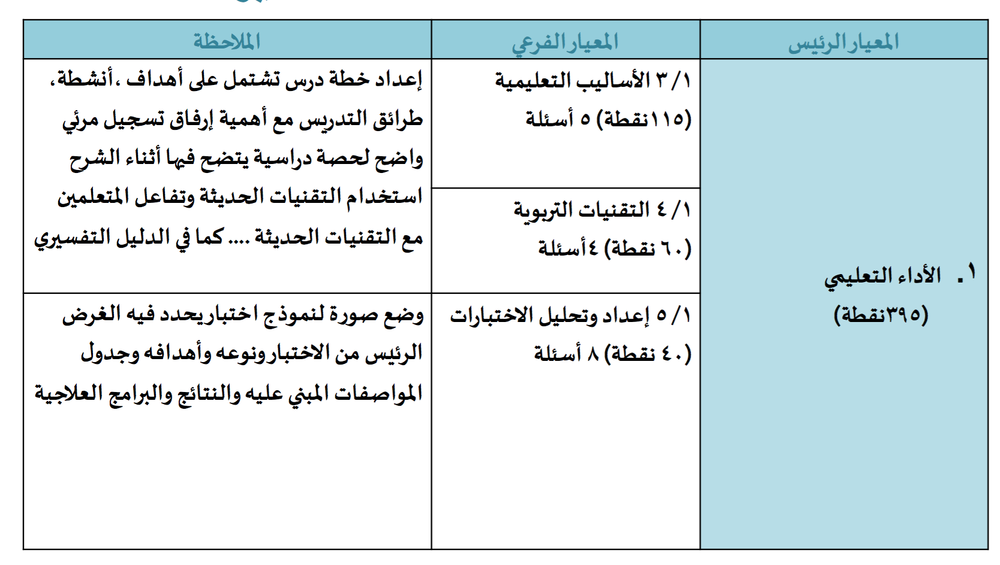 المعيار الرئيس
المعيار الفرعي
الملاحظة
١. الأداء التعليمي
(٣٩٥نقطة)
٣/١ الأساليب التعليمية
(١١٥نقطة) ٥ أسئلة
إعداد خطة درس تشتمل على أهداف ،أنشطة،
طرائق التدريس مع أهمية إرفاق تسجيل مرئي
واضح لحصة دراسية يتضح فيها أثناء الشرح
استخدام التقنيات الحديثة وتفاعل المتعلمين
مع التقنيات الحديثة .... كما في الدليل التفسيري
٤/١ التقنيات التربوية
(٦٠ نقطة) ٤أسئلة
٥/١ إعداد وتحليل الاختبارات
(٤٠ نقطة) ٨ أسئلة
وضع صورة لنموذج اختباريحدد فيه الغرض
الرئيس من الاختبار ونوعه وأهدافه وجدول
المواصفات المبني عليه والنتائج والبرامج العلاجية